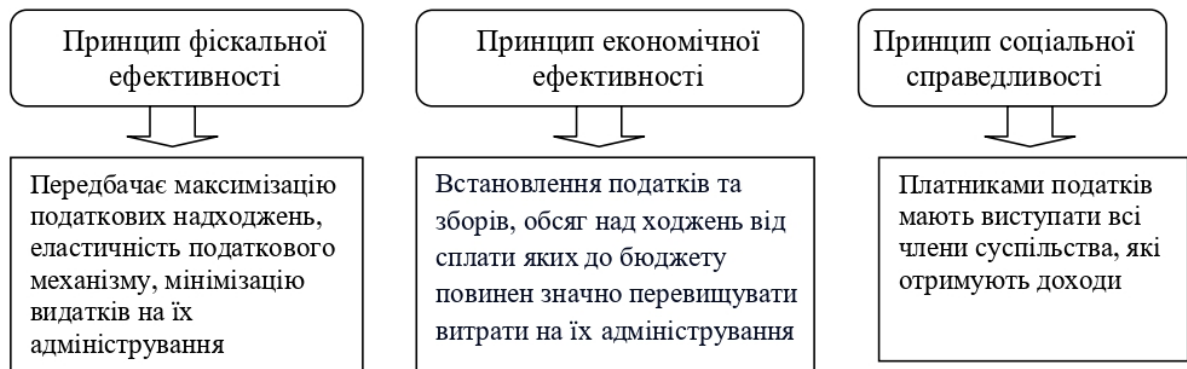 Принцип фіскальної
ефективності
Принцип економічної
ефективності
Принцип соціальної
справедливості
Передбачає максимізацію
податкових надходжень,
еластичність податкового
механізму, мінімізацію
видатків на їх
адміністрування
Встановлення податків та
зборів, обсяг над ходжень від
сплати яких до бюджету
повинен значно перевищувати
витрати на їх адміністрування
Платниками податків
мають виступати всі
члени суспільства, які
отримують доходи